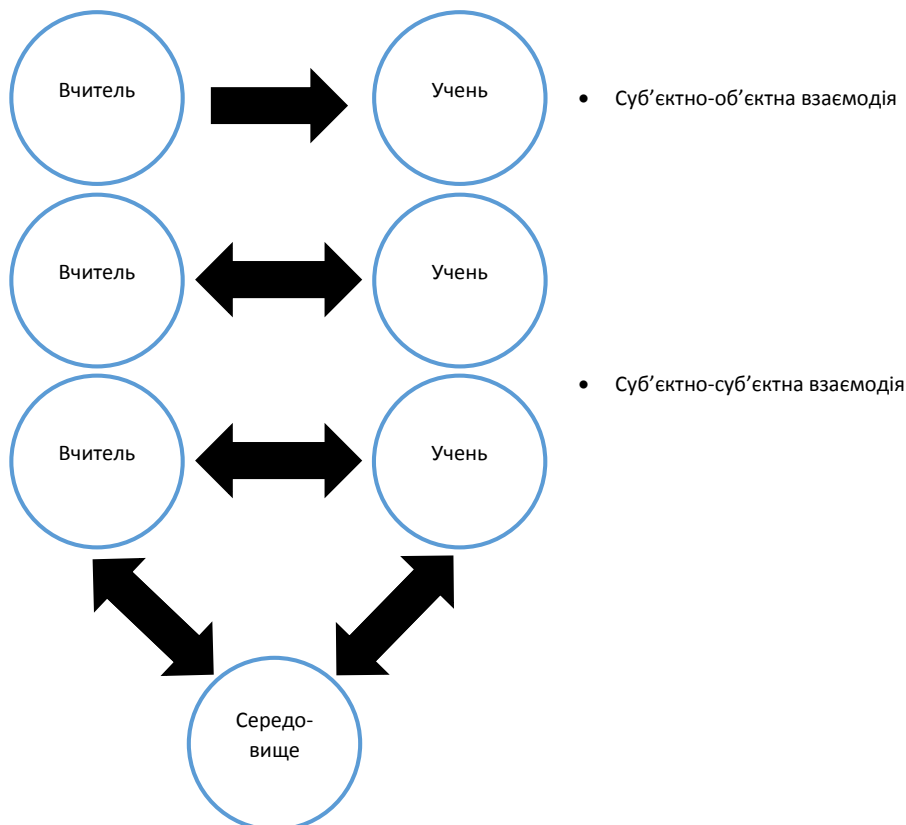 Вчитель
Учень
• Суб’єктно-об’єктна взаємодія
Вчитель
Учень
• Суб’єктно-суб’єктна взаємодія
Вчитель
Учень
Середо-
вище